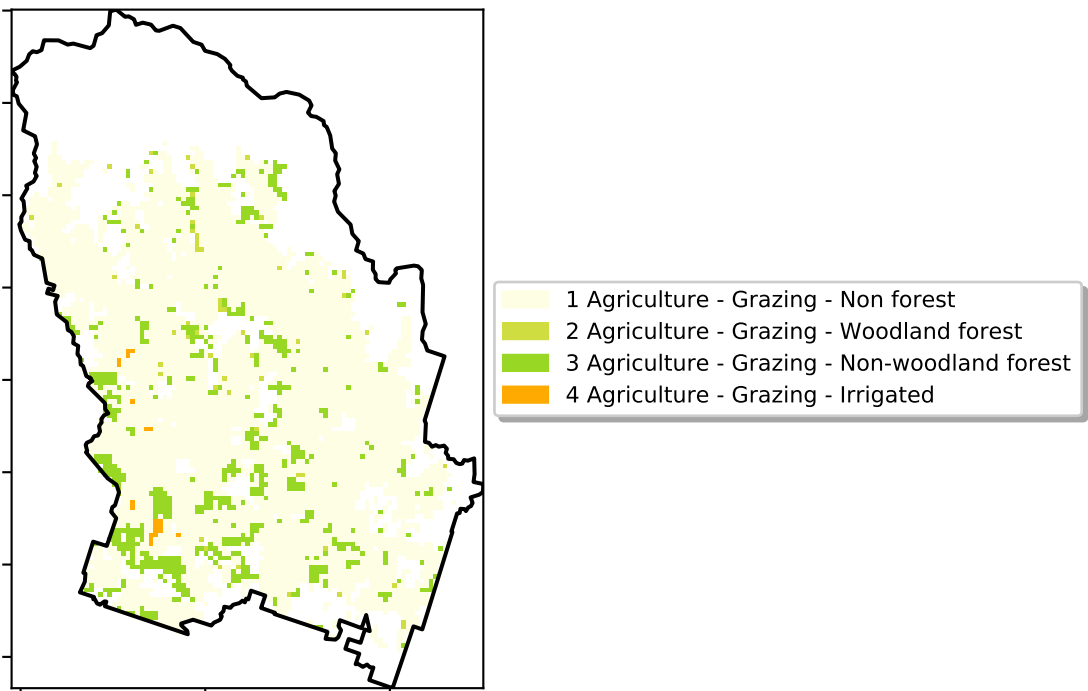 1 Agriculture - Grazing - Non forest
2 Agriculture - Grazing - Woodland forest
3 Agriculture - Grazing - Non-woodland forest
4 Agriculture - Grazing - Irrigated